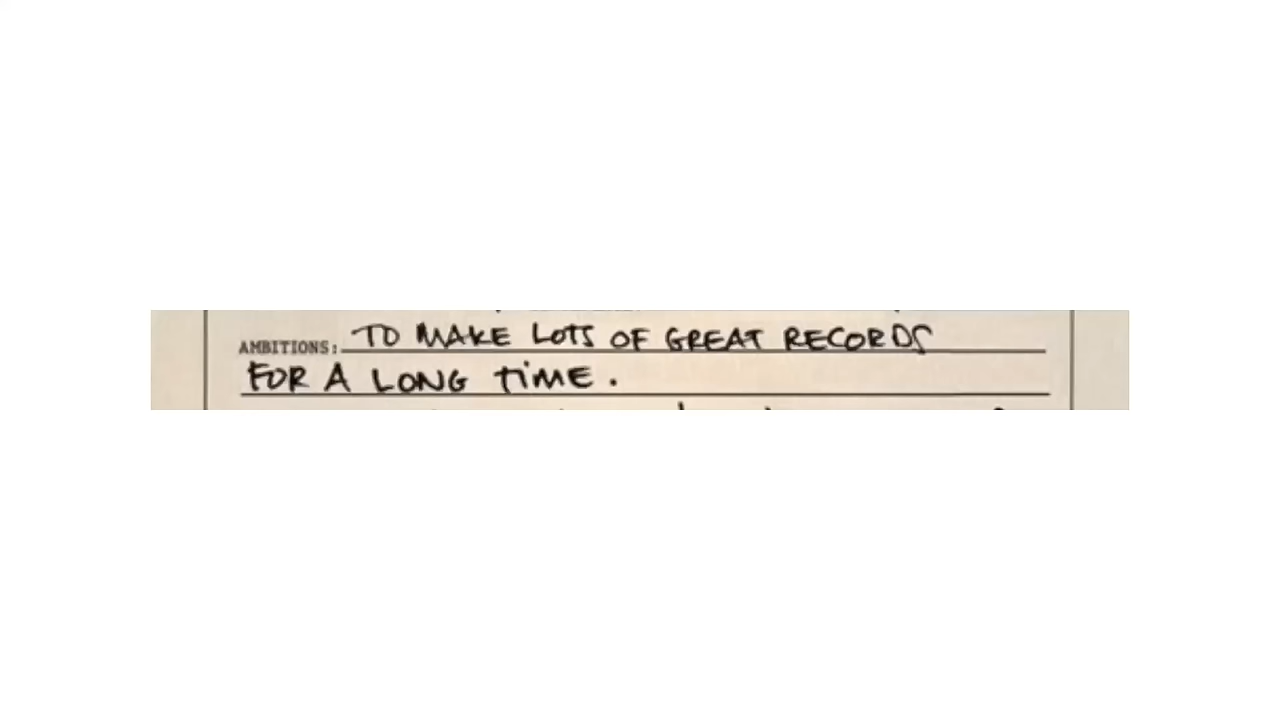 AMBITIONS: TO MAKE LOTS OF GREAT RECORDS
FOR A LONG TIME.